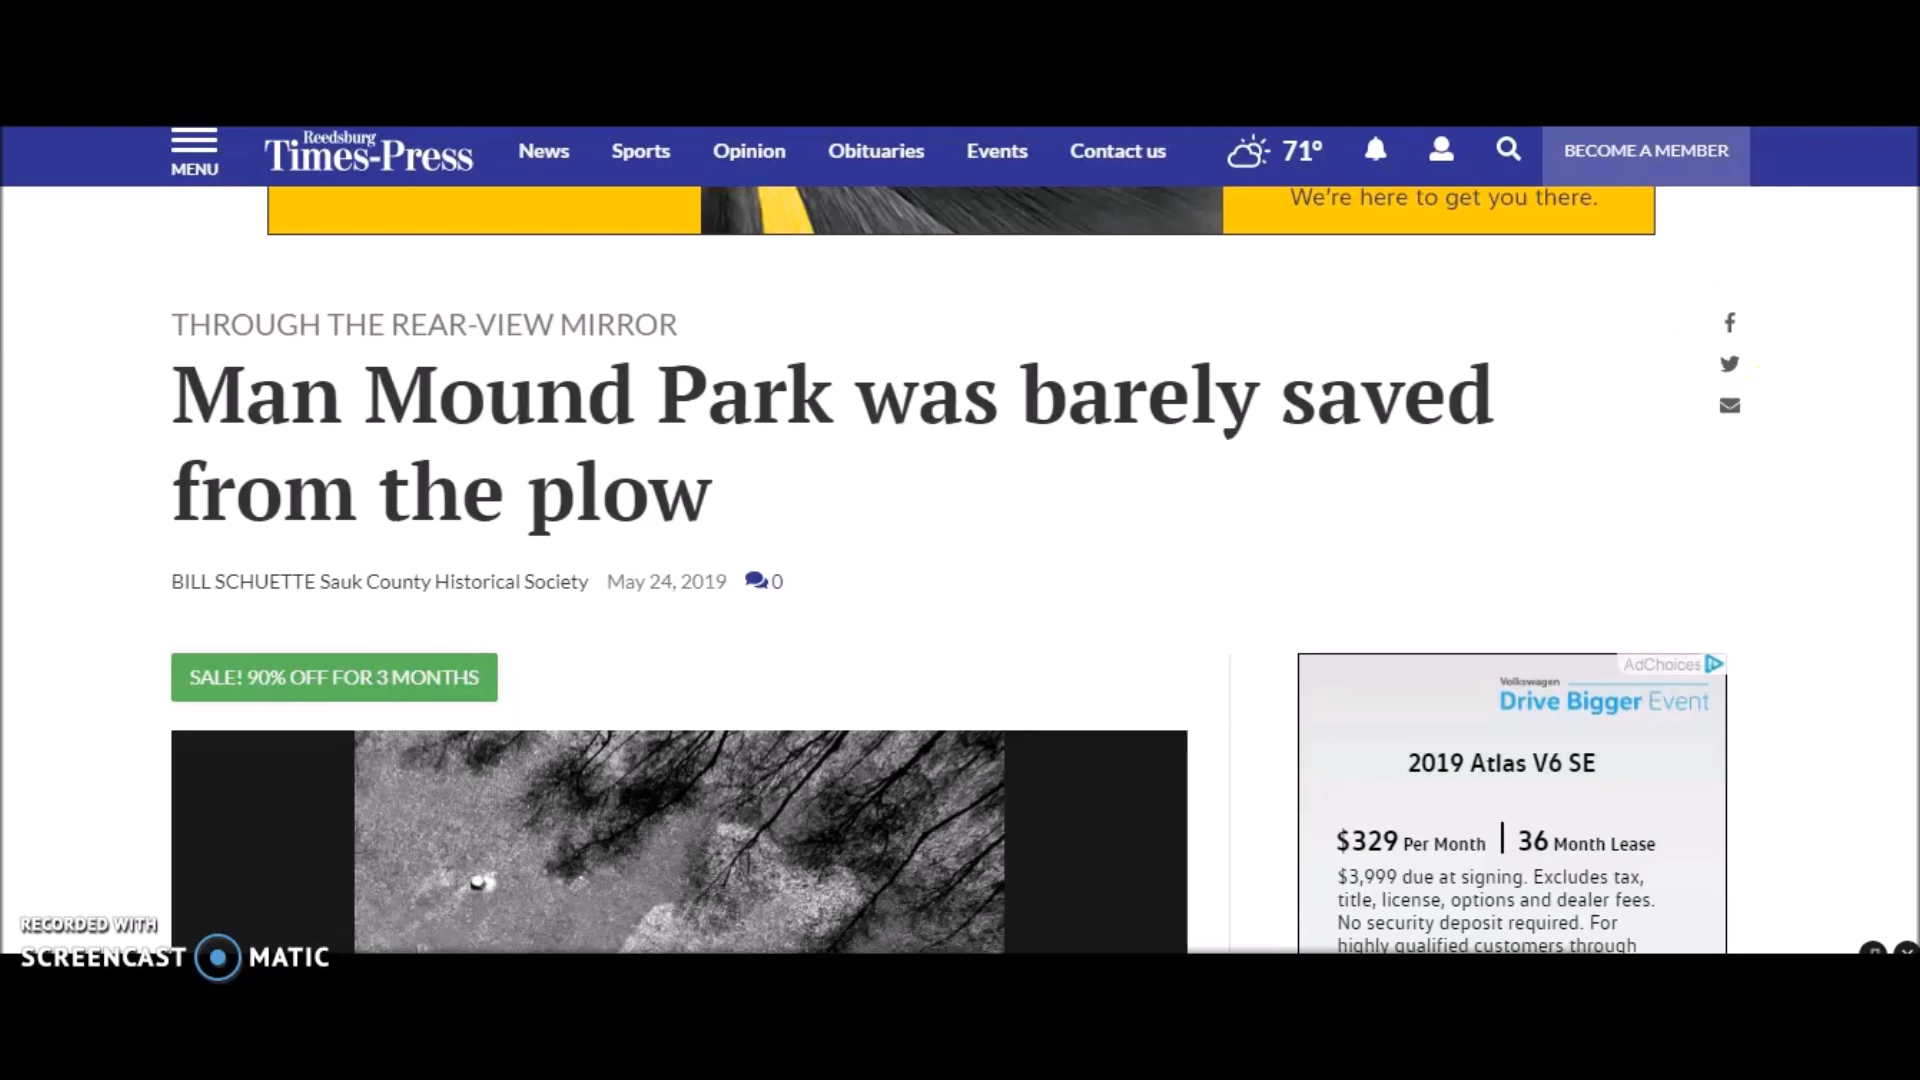 MENU
Reedsburg
Times-Press
News
Sports
Opinion
Obituaries
Events
Contact us
71°
BECOME A MEMBER
We're here to get you there.
THROUGH THE REAR-VIEW MIRROR
Man Mound Park was barely saved
from the plow
BILL SCHUETTE Sauk County Historical Society May 24, 2019 0
SALE! 90% OFF FOR 3 MONTHS
AdChoices
Volkswagen
Drive Bigger Event
2019 Atlas V6 SE
$329 Per Month | 36 Month Lease
$3,999 due at signing. Excludes tax,
title, license, options and dealer fees.
No security deposit required. For
highly qualified customers through
RECORDED WITH
SCREENCAST MATIC